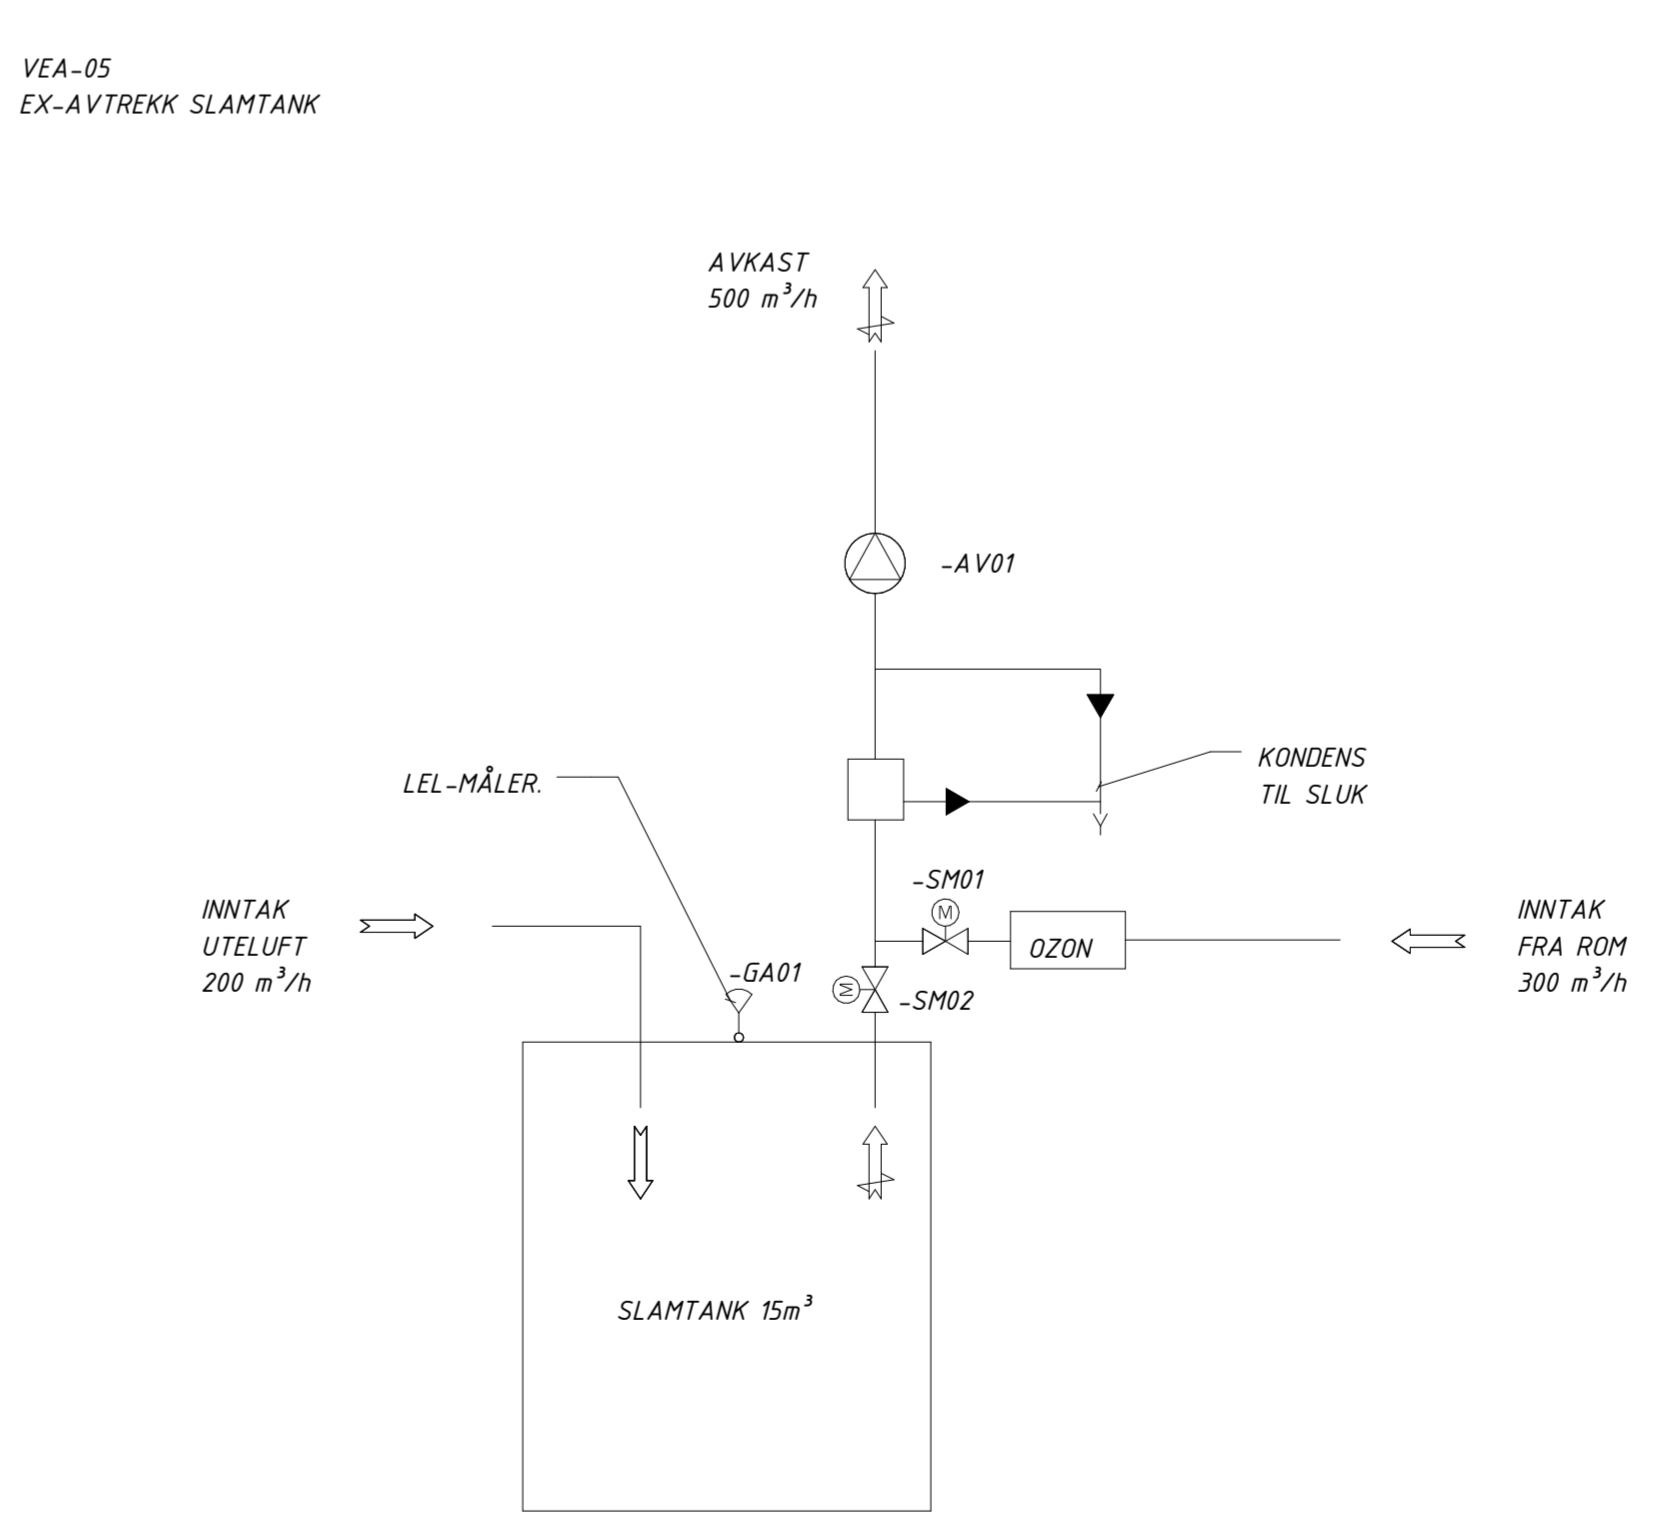 VEA-05
EX-AVTREKK SLAMTANK
AVKAST
500 m³/h
-AV01
KONDENS
TIL SLUK
LEL-MÅLER.
-SM01
M
INNTAK
UTELUFT
200 m³/h
OZON
INNTAK
FRA ROM
300 m³/h
-GA01
M
-SM02
SLAMTANK 15m³